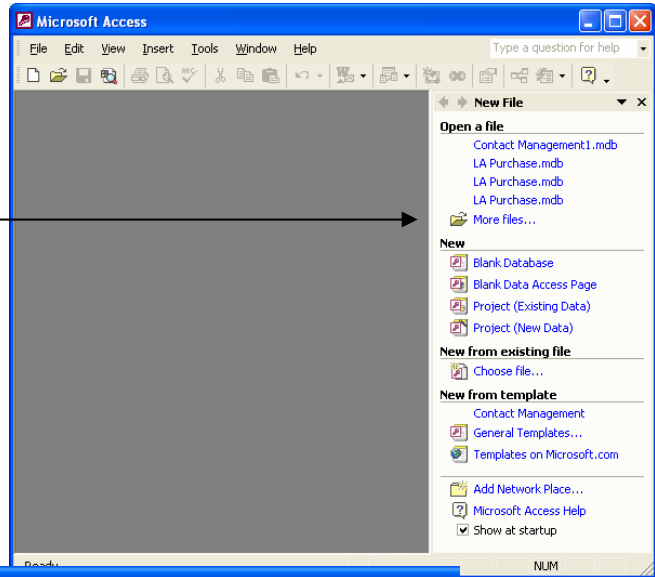 Microsoft Access
File Edit View Insert Tools Window Help Type a question for help
New File
Open a file
Contact Management1.mdb
LA Purchase.mdb
LA Purchase.mdb
LA Purchase.mdb
More files...
New
Blank Database
Blank Data Access Page
Project (Existing Data)
Project (New Data)
New from existing file
Choose file...
New from template
Contact Management
General Templates...
Templates on Microsoft.com
Add Network Place...
Microsoft Access Help
Show at startup
Ready NUM